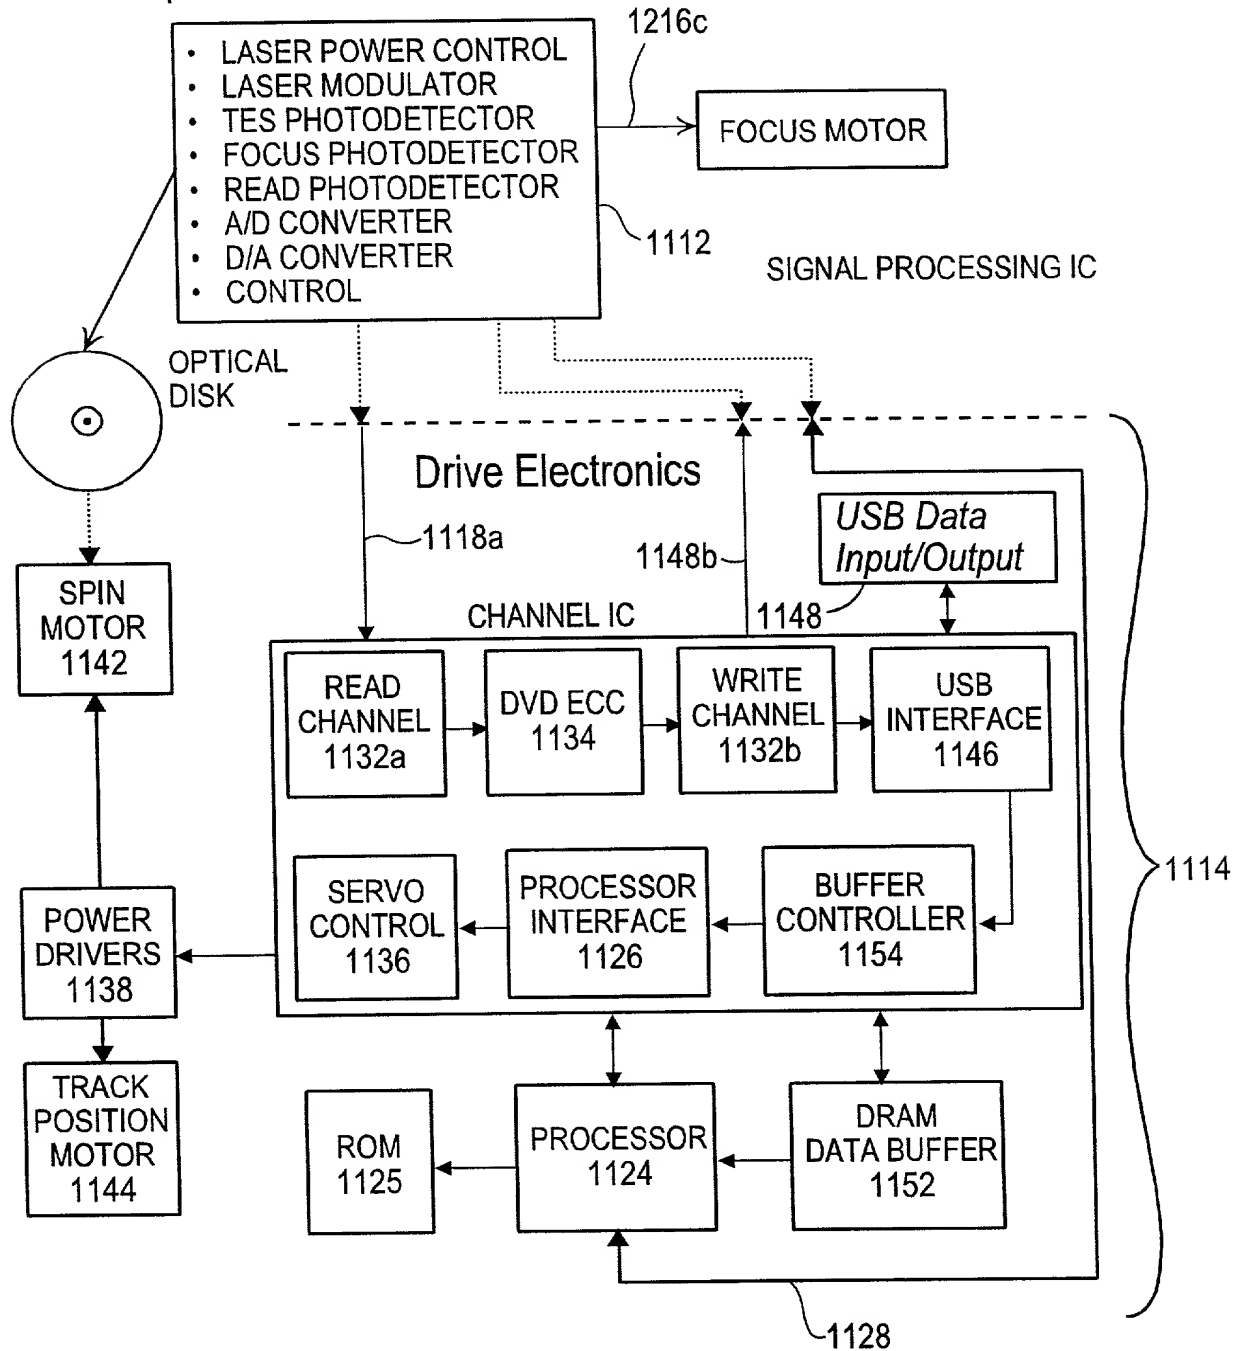 1216c
• LASER POWER CONTROL
• LASER MODULATOR
• TES PHOTODETECTOR
• FOCUS PHOTODETECTOR
• READ PHOTODETECTOR
• A/D CONVERTER
• D/A CONVERTER
• CONTROL
FOCUS MOTOR
1112
SIGNAL PROCESSING IC
OPTICAL
DISK
Drive Electronics
1118a
1148b
USB Data
Input/Output
1148
CHANNEL IC
SPIN
MOTOR
1142
READ
CHANNEL
1132a
DVD ECC
1134
WRITE
CHANNEL
1132b
USB
INTERFACE
1146
1114
POWER
DRIVERS
1138
SERVO
CONTROL
1136
PROCESSOR
INTERFACE
1126
BUFFER
CONTROLLER
1154
TRACK
POSITION
MOTOR
1144
ROM
1125
PROCESSOR
1124
DRAM
DATA BUFFER
1152
1128